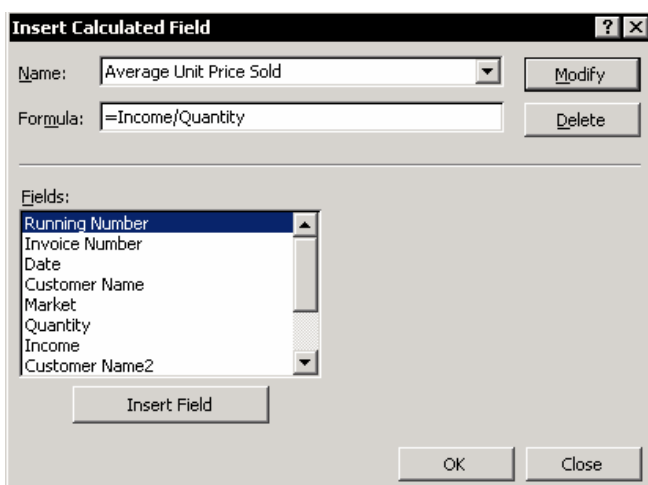 Insert Calculated Field
Name: Average Unit Price Sold Modify
Formula: =Income/Quantity Delete
Fields:
Running Number
Invoice Number
Date
Customer Name
Market
Quantity
Income
Customer Name2
Insert Field
OK Close